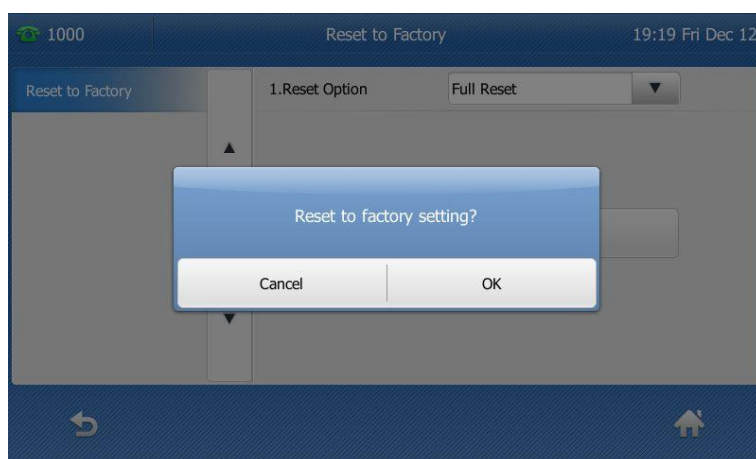 1000 Reset to Factory 19:19 Fri Dec 12
Reset to Factory
1.Reset Option Full Reset
Reset to factory setting?
Cancel OK